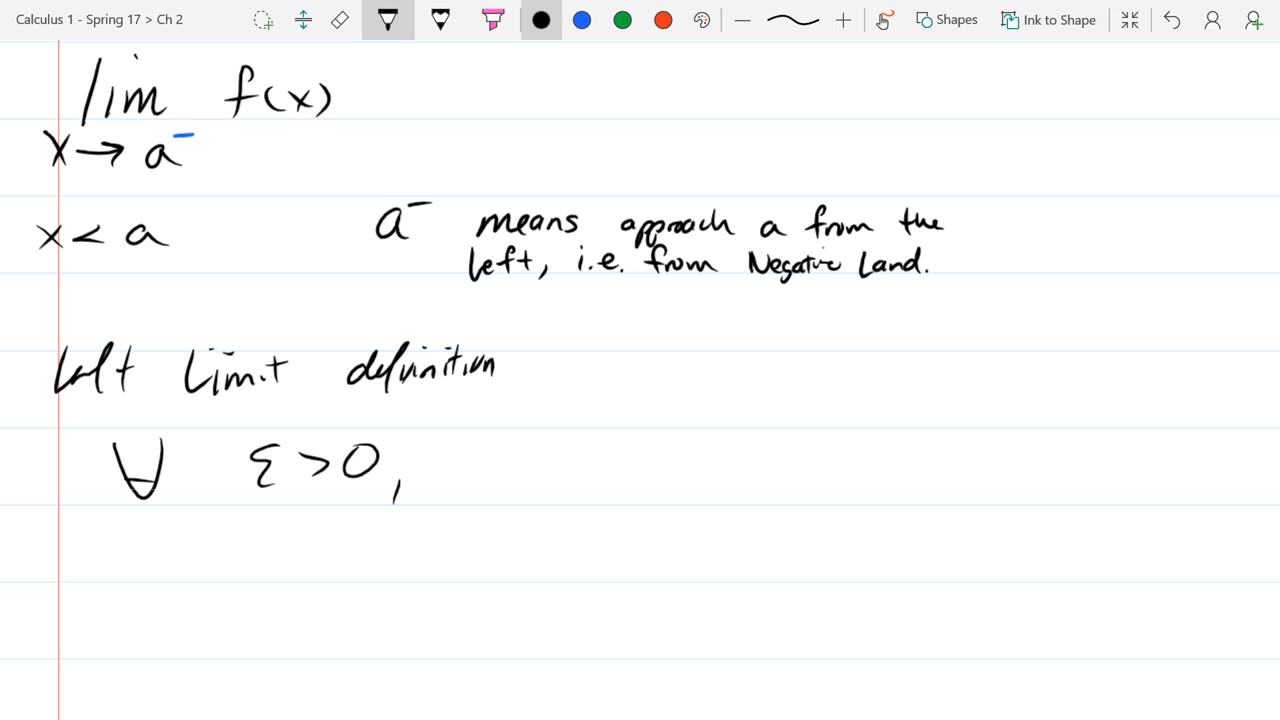 Calculus 1 - Spring 17 > Ch 2
Shapes
Ink to Shape
lim f(x)
x → a⁻
x < a
a⁻ means approach a from the
left, i.e. from Negative Land.
Left Limit definition
∀ ε > 0,